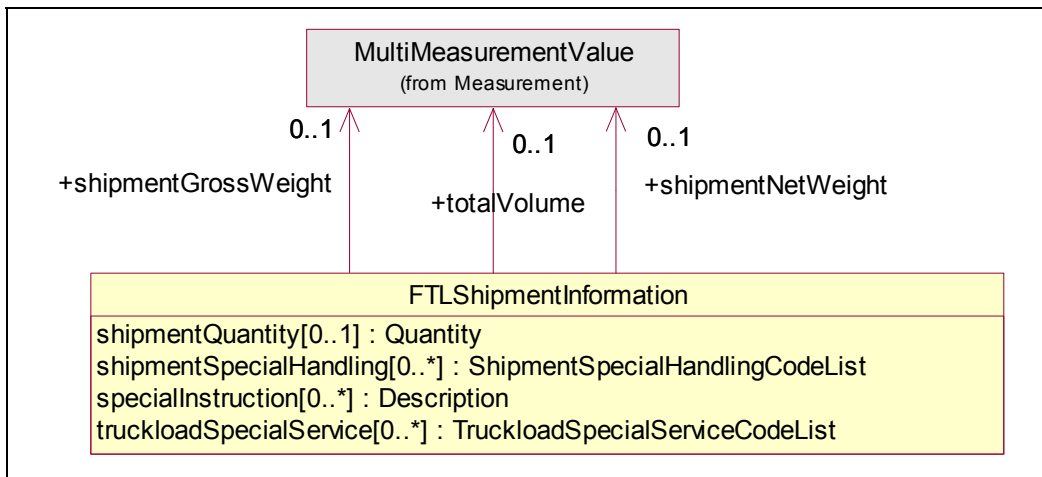 MultiMeasurementValue
(from Measurement)
0..1
0..1
0..1
+shipmentGrossWeight
+totalVolume
+shipmentNetWeight
FTLShipmentInformation
shipmentQuantity[0..1] : Quantity
shipmentSpecialHandling[0..*] : ShipmentSpecialHandlingCodeList
specialInstruction[0..*] : Description
truckloadSpecialService[0..*] : TruckloadSpecialServiceCodeList